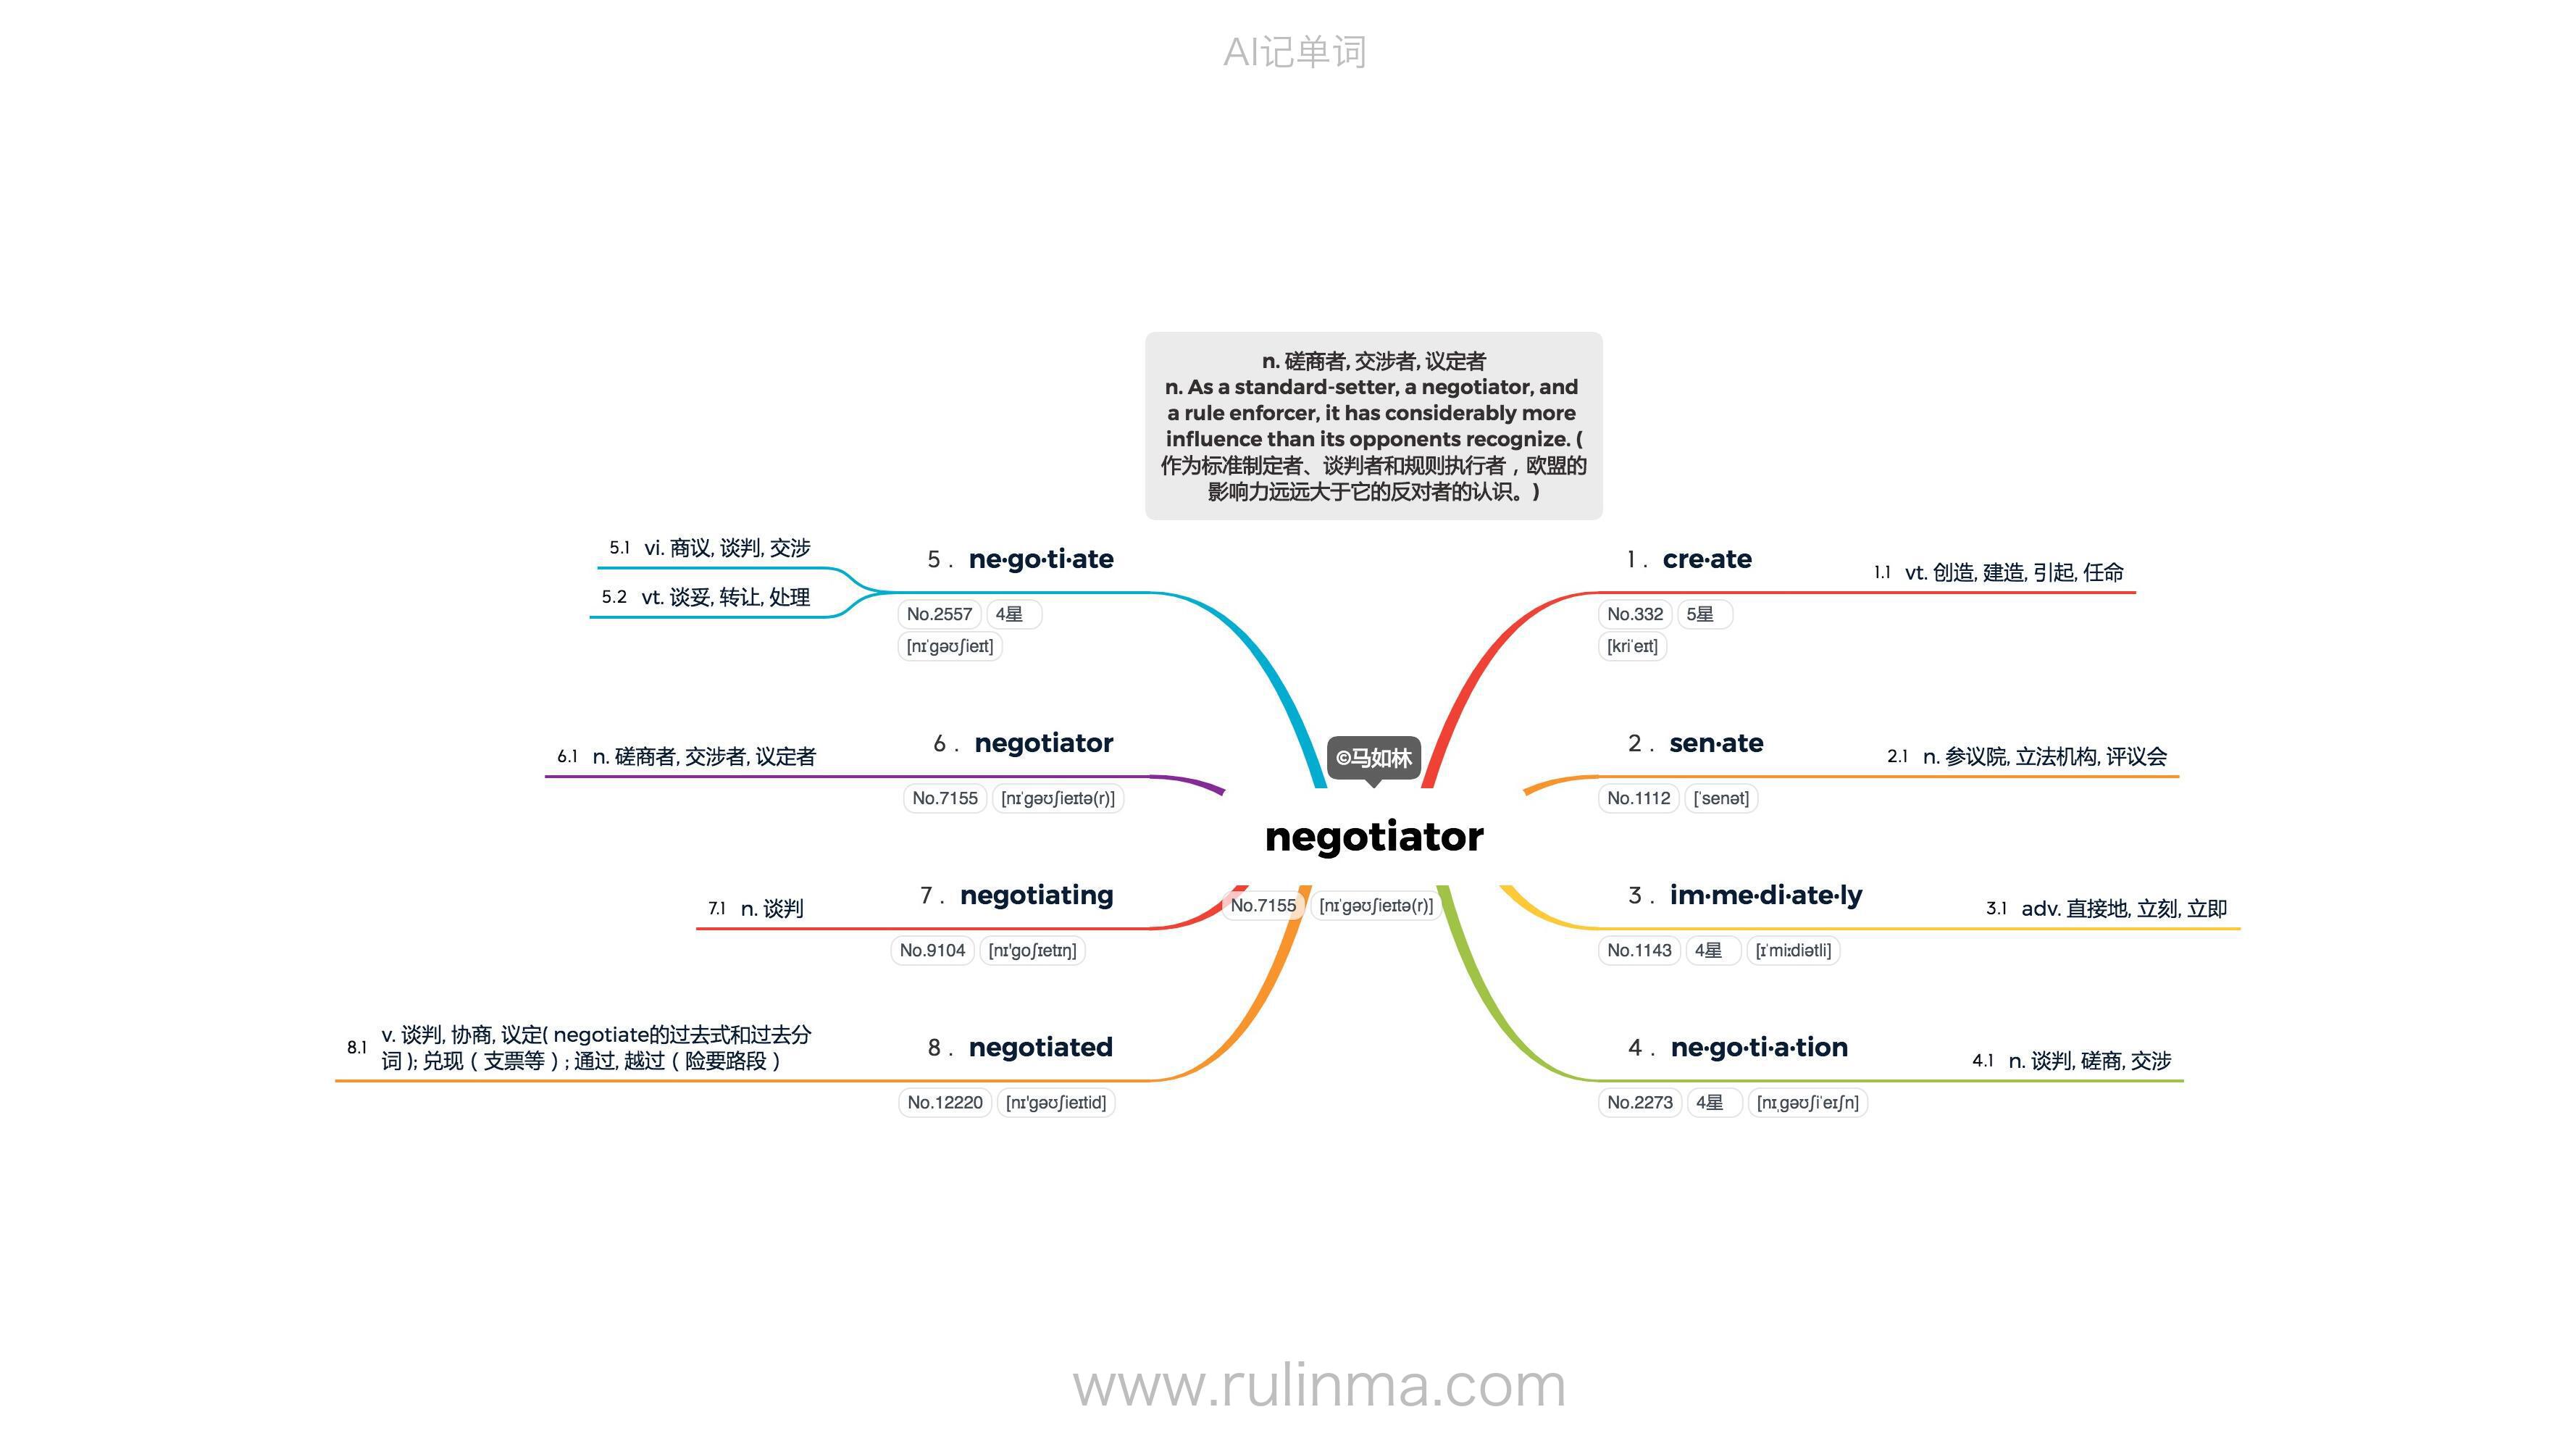 AI记单词
n. 磋商者, 交涉者, 议定者
n. As a standard-setter, a negotiator, and
a rule enforcer, it has considerably more
influence than its opponents recognize. (
作为标准制定者、谈判者和规则执行者，欧盟的
影响力远远大于它的反对者的认识。)
©马如林
negotiator
No.7155 [nɪˈɡəʊʃieɪtə(r)]
1. cre·ate
No.332 5星
[kriˈeɪt]
1.1 vt. 创造, 建造, 引起, 任命
2. sen·ate
No.1112 [ˈsenət]
2.1 n. 参议院, 立法机构, 评议会
3. im·me·di·ate·ly
No.1143 4星 [ɪˈmiːdiətli]
3.1 adv. 直接地, 立刻, 立即
4. ne·go·ti·a·tion
No.2273 4星 [nɪˌɡəʊʃiˈeɪʃn]
4.1 n. 谈判, 磋商, 交涉
5. ne·go·ti·ate
No.2557 4星
[nɪˈɡəʊʃieɪt]
5.1 vi. 商议, 谈判, 交涉
5.2 vt. 谈妥, 转让, 处理
6. negotiator
No.7155 [nɪˈɡəʊʃieɪtə(r)]
6.1 n. 磋商者, 交涉者, 议定者
7. negotiating
No.9104 [nɪ'goʃɪetɪŋ]
7.1 n. 谈判
8. negotiated
No.12220 [nɪ'ɡəʊʃieɪtid]
8.1 v. 谈判, 协商, 议定( negotiate的过去式和过去分
词 ); 兑现（支票等）; 通过, 越过（险要路段）
www.rulinma.com